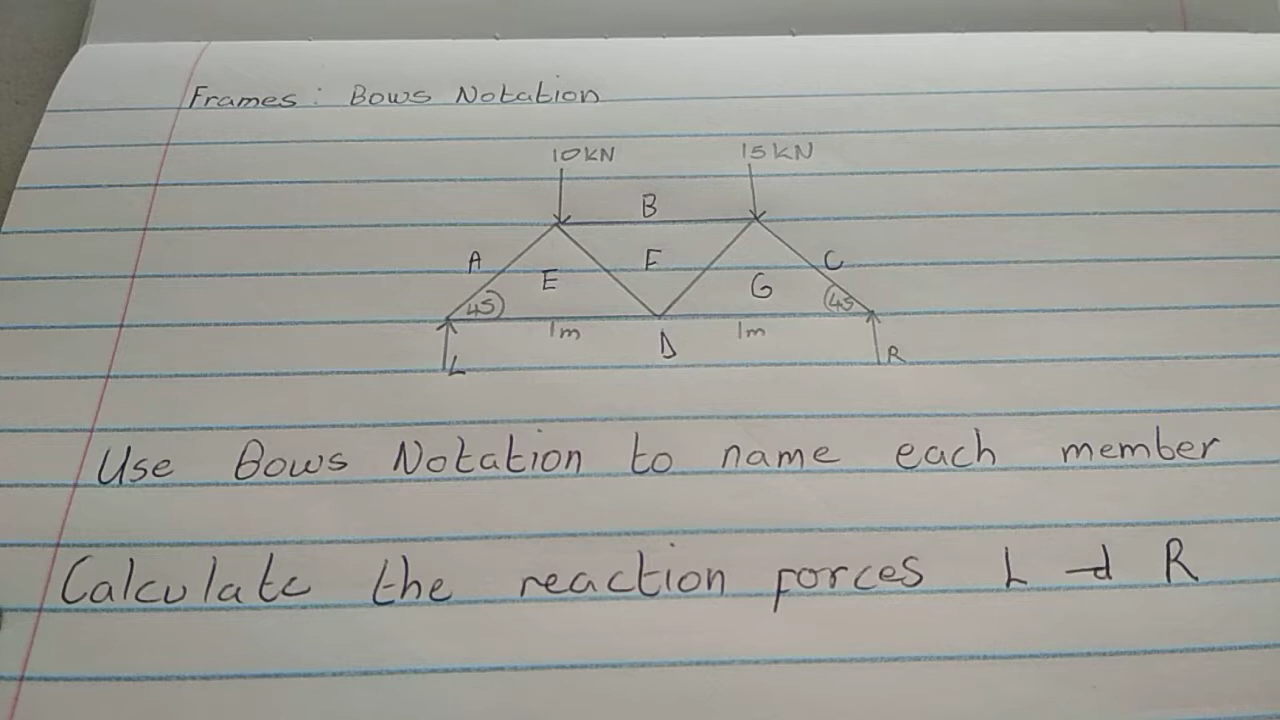 Frames: Bows Notation
10KN 15KN
B
A E F G C
45 45
1m D 1m
L R
Use Bows Notation to name each member
Calculate the reaction forces L d R